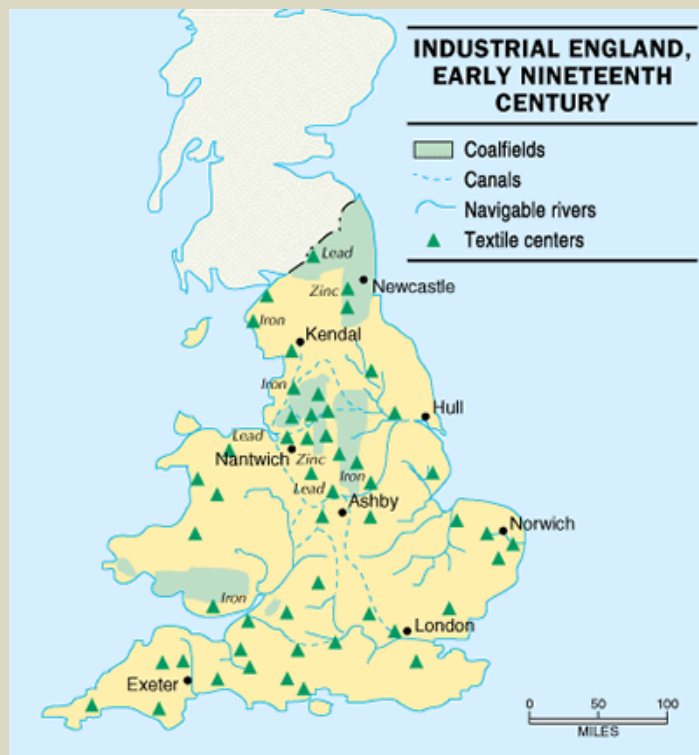 INDUSTRIAL ENGLAND,
EARLY NINETEENTH
CENTURY
Coalfields
Canals
Navigable rivers
Textile centers
Lead
Zinc
Newcastle
Iron
Kendal
Iron
Hull
Lead
Nantwich
Zinc
Iron
Lead
Ashby
Norwich
Iron
London
Exeter
0 50 100
MILES